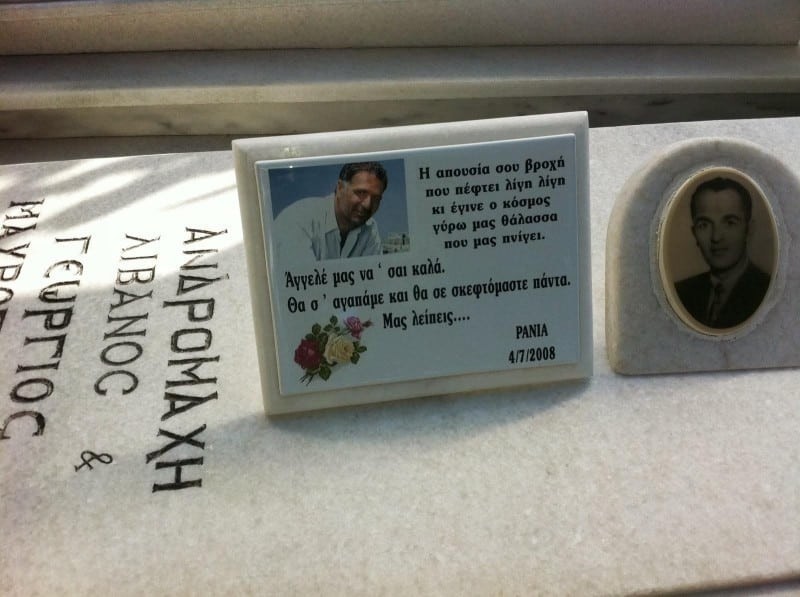 Η απουσία σου βροχή
που πέφτει λίγη λίγη
κι έγινε ο κόσμος
γύρω μας θάλασσα
που μας πνίγει.
Άγγελέ μας να ' σαι καλά.
Θα σ ' αγαπάμε και θα σε σκεφτόμαστε πάντα.
Μας λείπεις....
ΡΑΝΙΑ
4/7/2008
ΑΝΔΡΟΜΑΧΗ
ΛΙΒΑΝΟΣ &
ΓΕΩΡΓΙΟΣ